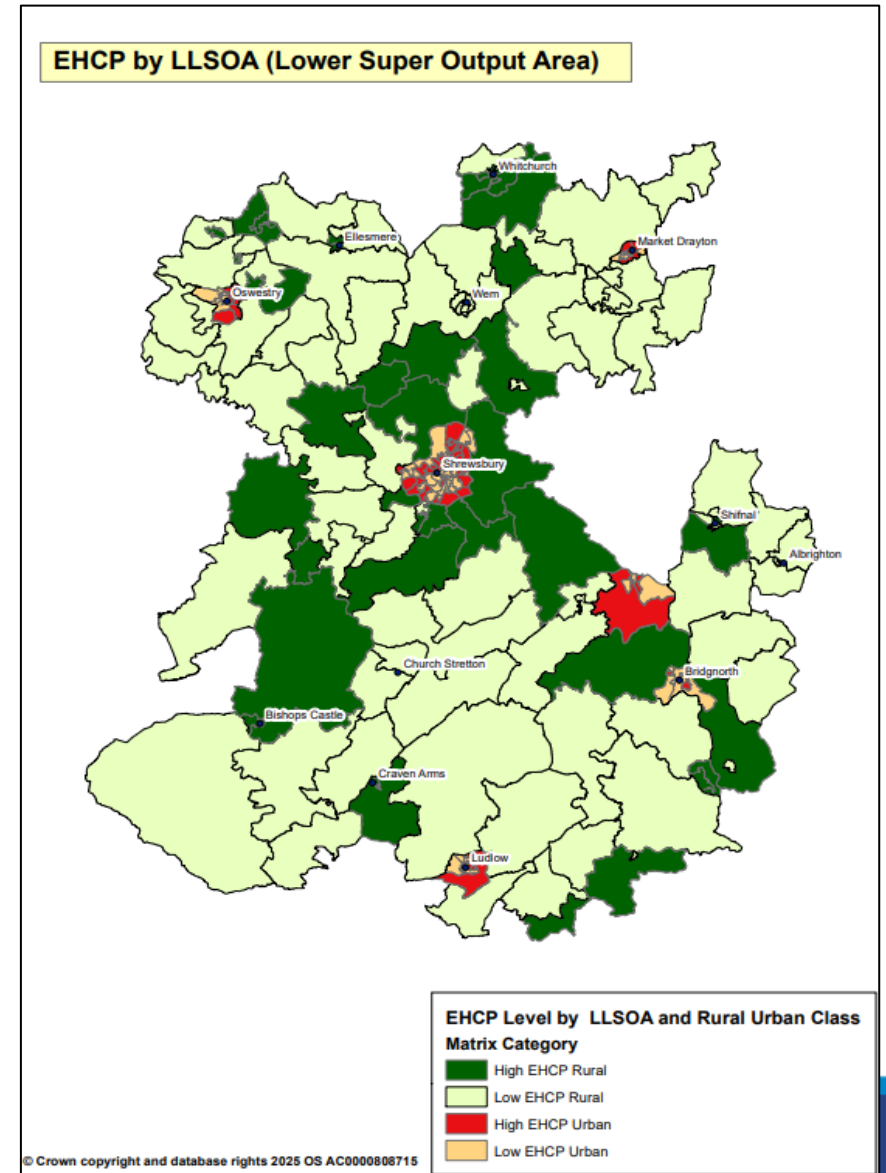 EHCP by LLSOA (Lower Super Output Area)
Whitchurch
Market Drayton
Ellesmere
Oswestry
Wem
Shrewsbury
Shifnal
Albrighton
Church Stretton
Bridgnorth
Bishops Castle
Craven Arms
Ludlow
EHCP Level by LLSOA and Rural Urban Class
Matrix Category
High EHCP Rural
Low EHCP Rural
High EHCP Urban
Low EHCP Urban
© Crown copyright and database rights 2025 OS AC0000808715